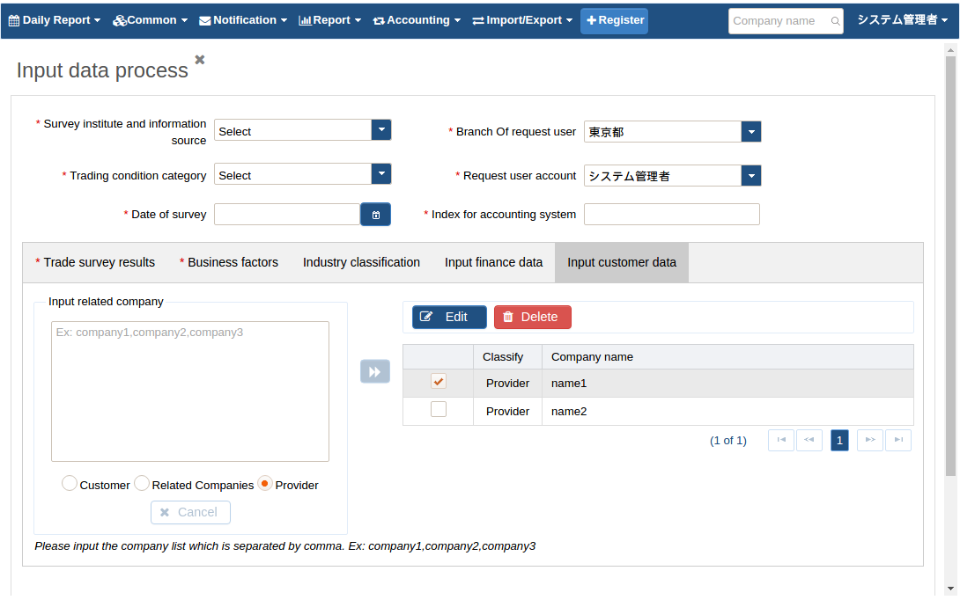 Daily Report Common Notification Report Accounting Import/Export Register Company name システム管理者
Input data process
* Survey institute and information source Select * Branch Of request user 東京都
* Trading condition category Select * Request user account システム管理者
* Date of survey * Index for accounting system
* Trade survey results * Business factors Industry classification Input finance data Input customer data
Input related company
Ex: company1,company2,company3
Customer Related Companies Provider
Cancel
Edit Delete
Classify Company name
Provider name1
Provider name2
(1 of 1) 1
Please input the company list which is separated by comma. Ex: company1,company2,company3